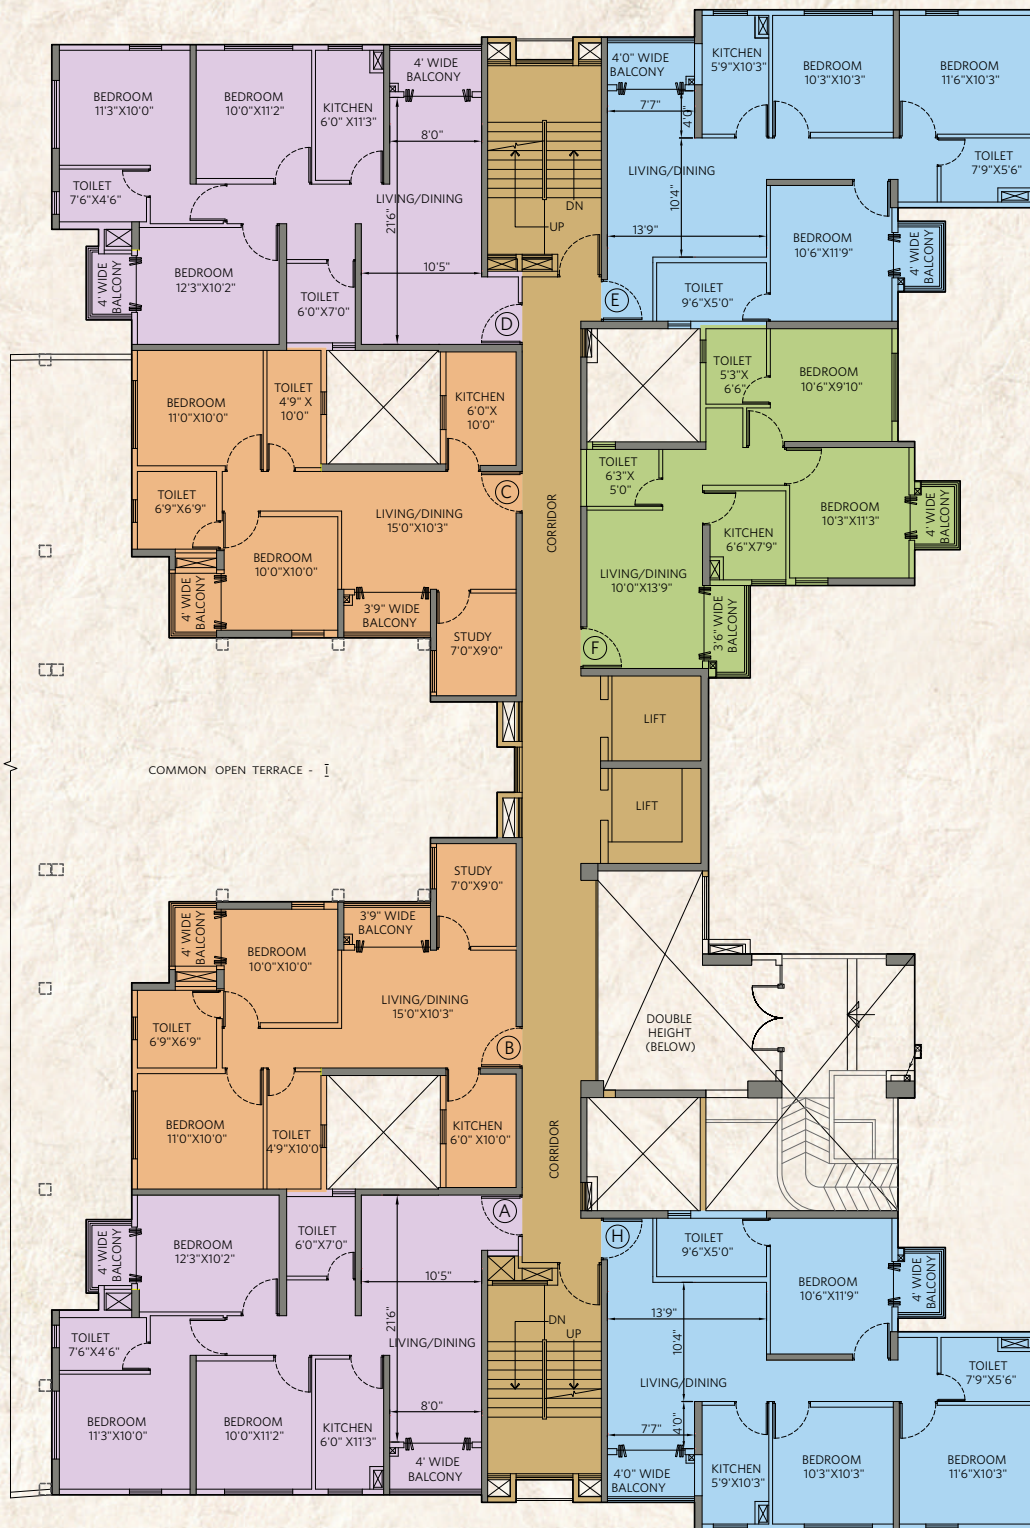 BEDROOM
11'3"X10'0"
BEDROOM
10'0"X11'2"
KITCHEN
6'0" X11'3"
4' WIDE
BALCONY
8'0"
TOILET
7'6"X4'6"
LIVING/DINING
21'6"
10'5"
4' WIDE
BALCONY
BEDROOM
12'3"X10'2"
TOILET
6'0"X7'0"
D
UP
DN
4'0" WIDE
BALCONY
KITCHEN
5'9"X10'3"
BEDROOM
10'3"X10'3"
BEDROOM
11'6"X10'3"
7'7"
4'0"
LIVING/DINING
10'4"
13'9"
TOILET
7'9"X5'6"
BEDROOM
10'6"X11'9"
4' WIDE
BALCONY
TOILET
9'6"X5'0"
E
BEDROOM
11'0"X10'0"
TOILET
4'9" X
10'0"
KITCHEN
6'0"X
10'0"
TOILET
6'9"X6'9"
C
LIVING/DINING
15'0"X10'3"
BEDROOM
10'0"X10'0"
4' WIDE
BALCONY
3'9" WIDE
BALCONY
STUDY
7'0"X9'0"
CORRIDOR
TOILET
5'3"X
6'6"
BEDROOM
10'6"X9'10"
TOILET
6'3"X
5'0"
KITCHEN
6'6"X7'9"
BEDROOM
10'3"X11'3"
4' WIDE
BALCONY
LIVING/DINING
10'0"X13'9"
3'6" WIDE
BALCONY
F
LIFT
COMMON OPEN TERRACE - I
LIFT
STUDY
7'0"X9'0"
4' WIDE
BALCONY
3'9" WIDE
BALCONY
BEDROOM
10'0"X10'0"
LIVING/DINING
15'0"X10'3"
TOILET
6'9"X6'9"
B
BEDROOM
11'0"X10'0"
TOILET
4'9"X10'0"
KITCHEN
6'0" X10'0"
CORRIDOR
DOUBLE
HEIGHT
(BELOW)
A
4' WIDE
BALCONY
BEDROOM
12'3"X10'2"
TOILET
6'0"X7'0"
10'5"
21'6"
LIVING/DINING
TOILET
7'6"X4'6"
BEDROOM
11'3"X10'0"
BEDROOM
10'0"X11'2"
KITCHEN
6'0" X11'3"
8'0"
4' WIDE
BALCONY
DN
UP
H
TOILET
9'6"X5'0"
BEDROOM
10'6"X11'9"
4' WIDE
BALCONY
13'9"
10'4"
LIVING/DINING
TOILET
7'9"X5'6"
7'7"
4'0"
4'0" WIDE
BALCONY
KITCHEN
5'9"X10'3"
BEDROOM
10'3"X10'3"
BEDROOM
11'6"X10'3"